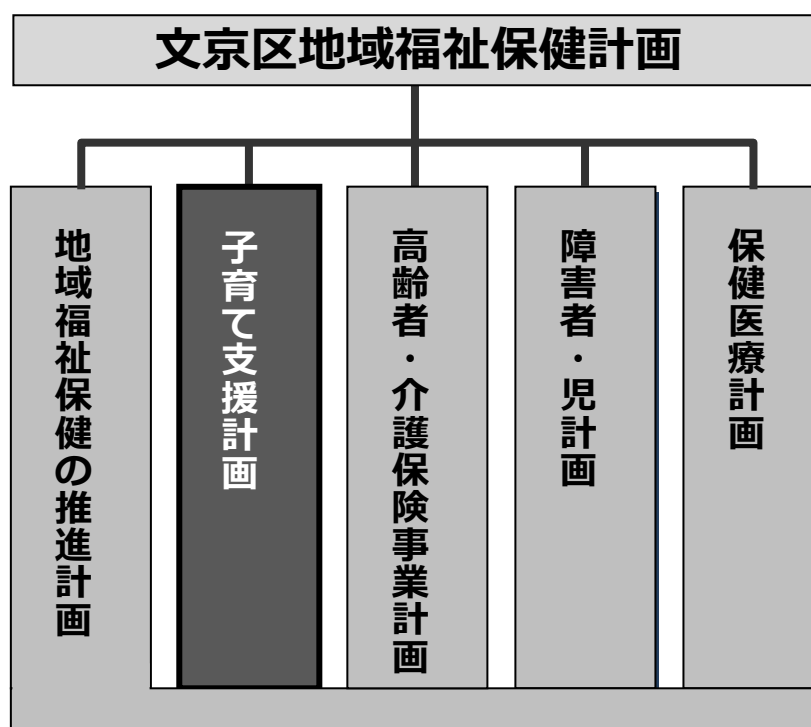 文京区地域福祉保健計画
地域福祉保健の推進計画
子育て支援計画
高齢者・介護保険事業計画
障害者・児計画
保健医療計画